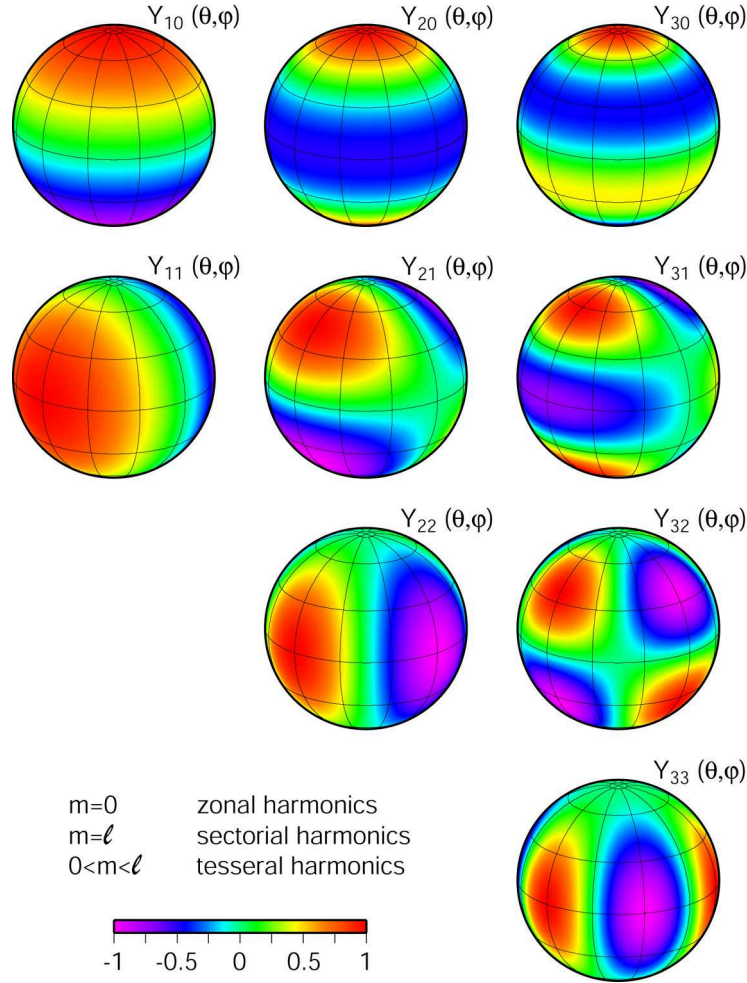 Y10 (θ,φ) Y20 (θ,φ) Y30 (θ,φ)
Y11 (θ,φ) Y21 (θ,φ) Y31 (θ,φ)
Y22 (θ,φ) Y32 (θ,φ)
Y33 (θ,φ)
m=0 zonal harmonics
m=ℓ sectorial harmonics
0<m<ℓ tesseral harmonics
-1 -0.5 0 0.5 1